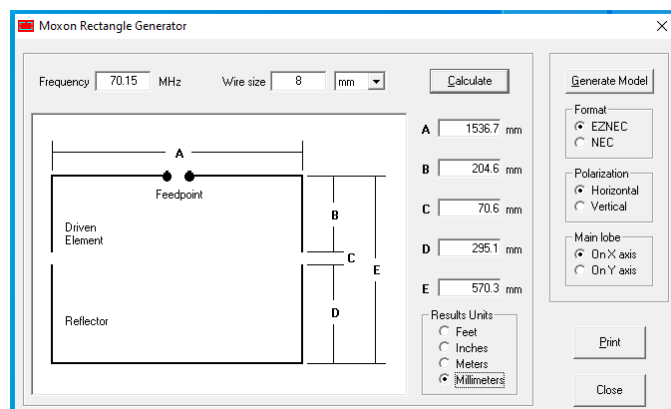 Moxon Rectangle Generator
Frequency 70.15 MHz Wire size 8 mm Calculate
A
Feedpoint
Driven
Element
B
C
E
D
Reflector
A 1536.7 mm
B 204.6 mm
C 70.6 mm
D 295.1 mm
E 570.3 mm
Results Units
Feet
Inches
Meters
Millimeters
Generate Model
Format
EZNEC
NEC
Polarization
Horizontal
Vertical
Main lobe
On X axis
On Y axis
Print
Close